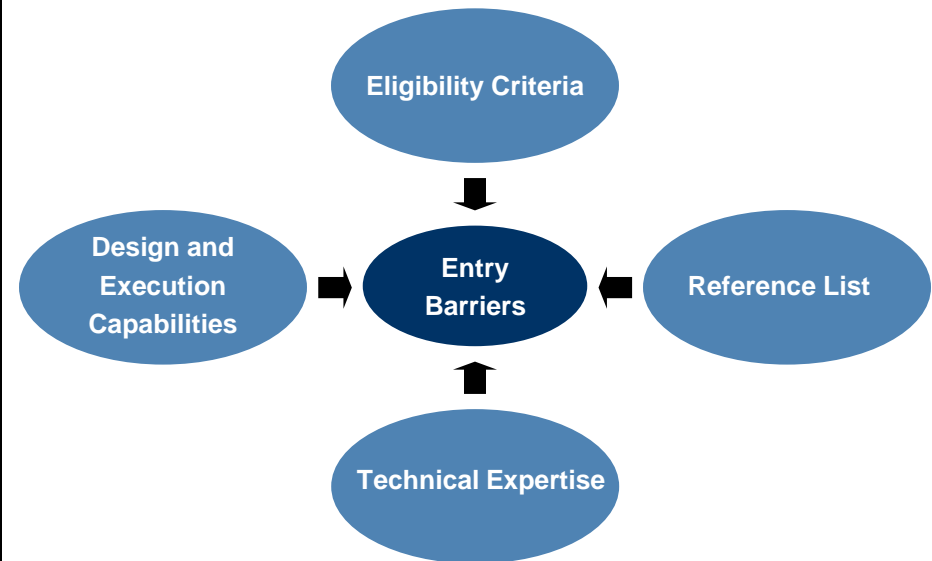 Eligibility Criteria
Design and
Execution
Capabilities
Entry
Barriers
Reference List
Technical Expertise